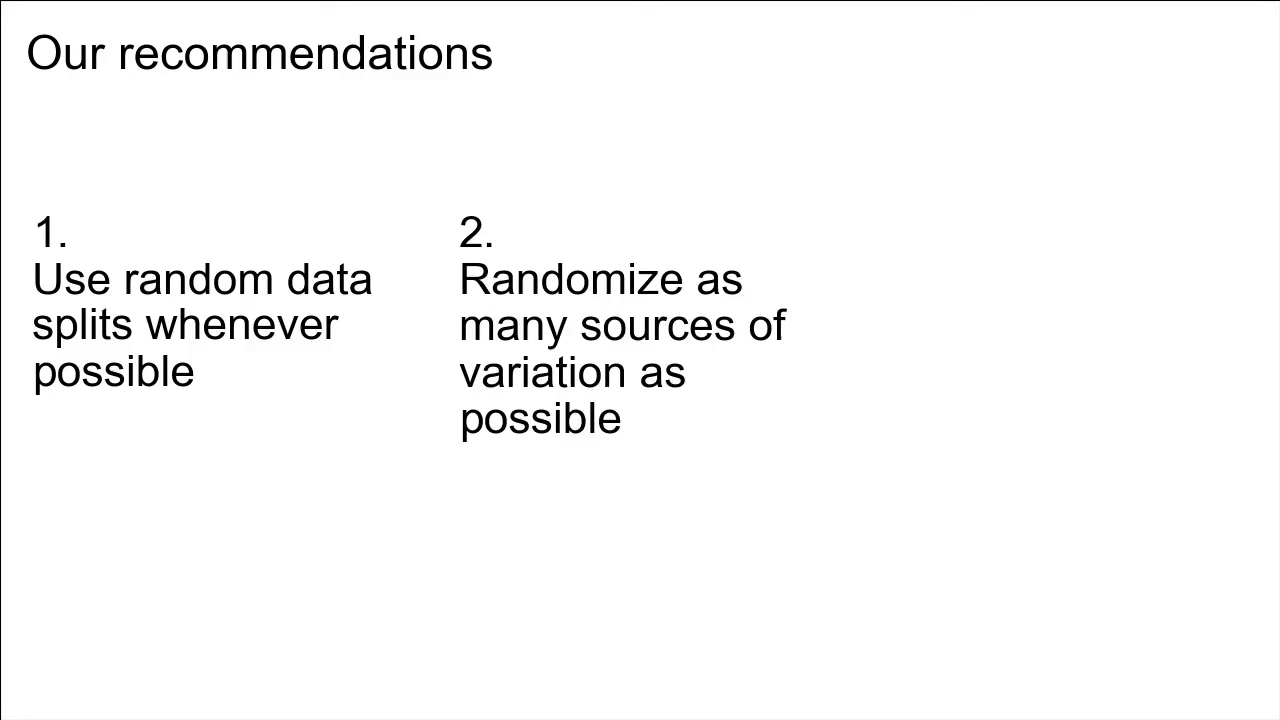 Our recommendations
1.
Use random data
splits whenever
possible
2.
Randomize as
many sources of
variation as
possible